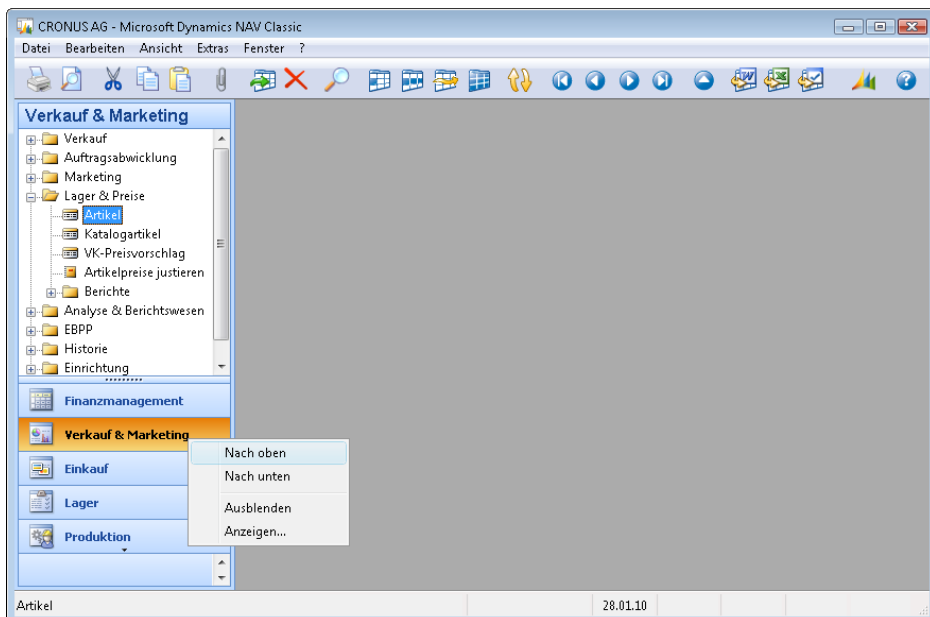 CRONUS AG - Microsoft Dynamics NAV Classic
Datei Bearbeiten Ansicht Extras Fenster ?
Verkauf & Marketing
Verkauf
Auftragsabwicklung
Marketing
Lager & Preise
Artikel
Katalogartikel
VK-Preisvorschlag
Artikelpreise justieren
Berichte
Analyse & Berichtswesen
EBPP
Historie
Einrichtung
Finanzmanagement
Verkauf & Marketing
Einkauf
Lager
Produktion
Nach oben
Nach unten
Ausblenden
Anzeigen...
Artikel 28.01.10